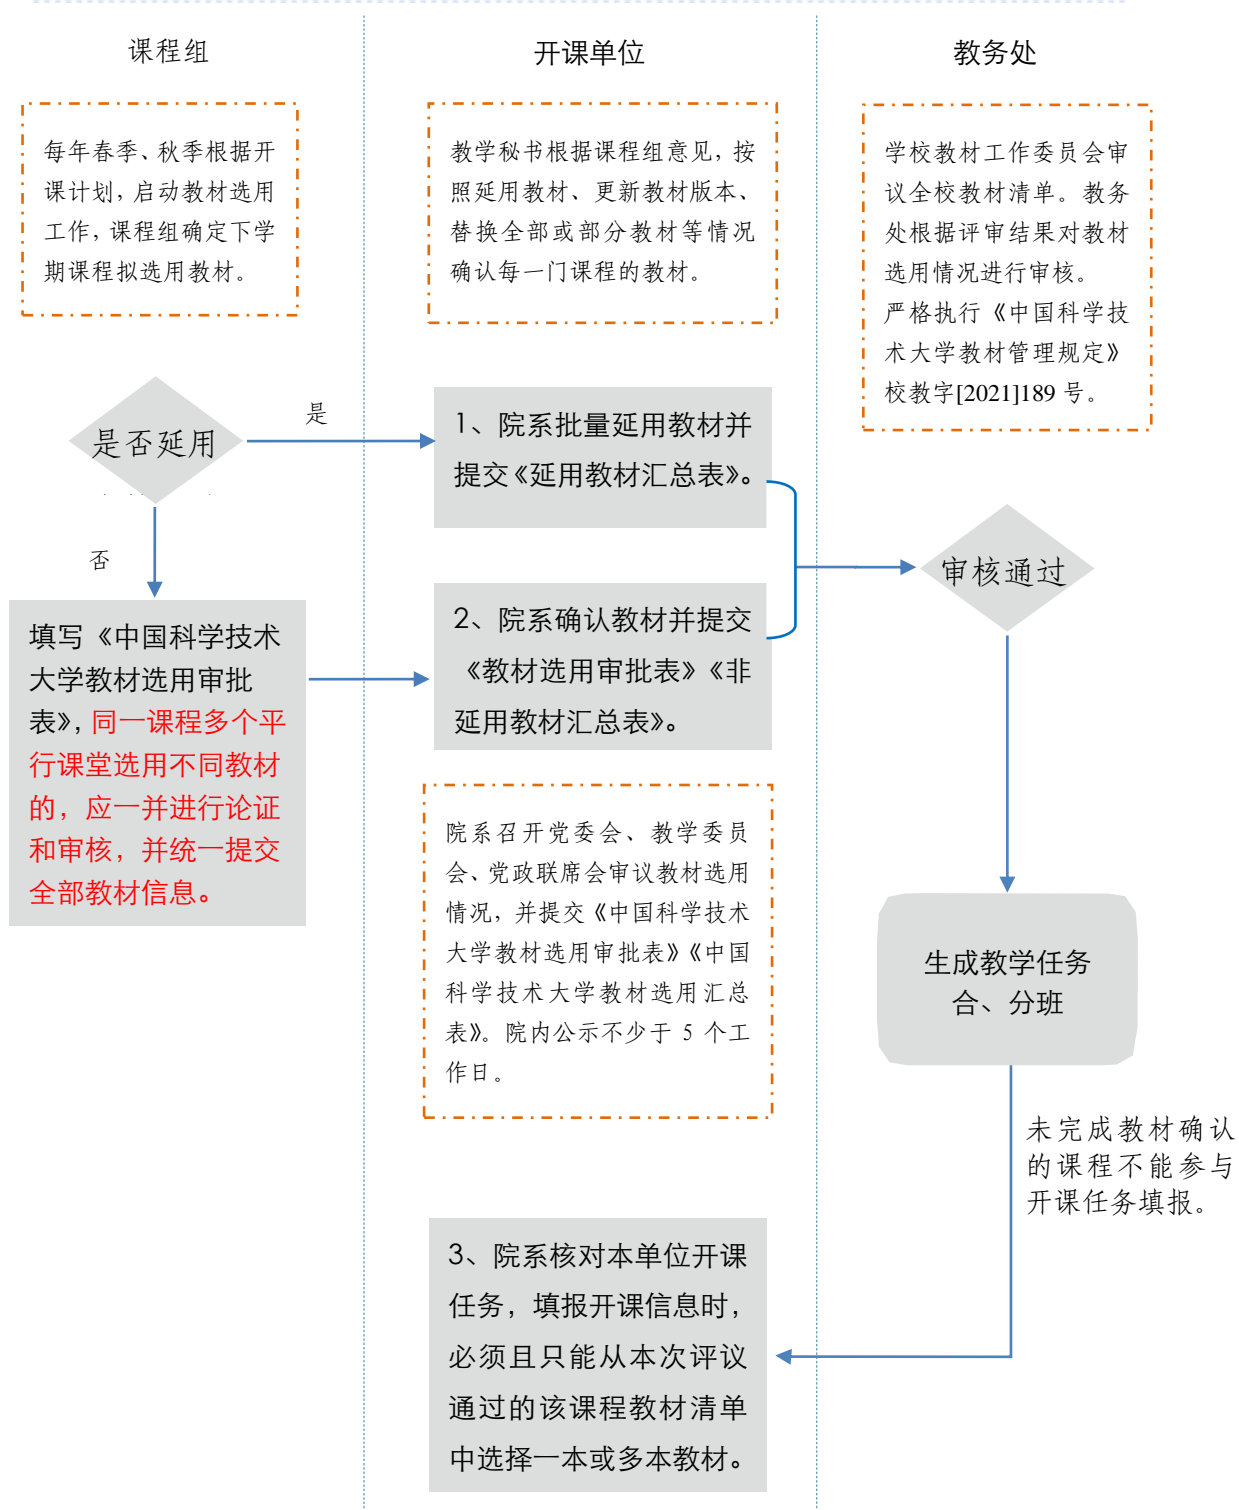 课程组
开课单位
教务处
每年春季、秋季根据开
课计划，启动教材选用
工作，课程组确定下学
期课程拟选用教材。
教学秘书根据课程组意见，按
照延用教材、更新教材版本、
替换全部或部分教材等情况
确认每一门课程的教材。
学校教材工作委员会审
议全校教材清单。教务
处根据评审结果对教材
选用情况进行审核。
严格执行《中国科学技
术大学教材管理规定》
校教字[2021]189 号。
是否延用
是
否
1、院系批量延用教材并
提交《延用教材汇总表》。
审核通过
填写《中国科学技术
大学教材选用审批
表》，同一课程多个平
行课堂选用不同教材
的，应一并进行论证
和审核，并统一提交
全部教材信息。
2、院系确认教材并提交
《教材选用审批表》《非
延用教材汇总表》。
院系召开党委会、教学委员
会、党政联席会审议教材选用
情况，并提交《中国科学技术
大学教材选用审批表》《中国
科学技术大学教材选用汇总
表》。院内公示不少于 5 个工
作日。
生成教学任务
合、分班
未完成教材确认
的课程不能参与
开课任务填报。
3、院系核对本单位开课
任务，填报开课信息时，
必须且只能从本次评议
通过的该课程教材清单
中选择一本或多本教材。